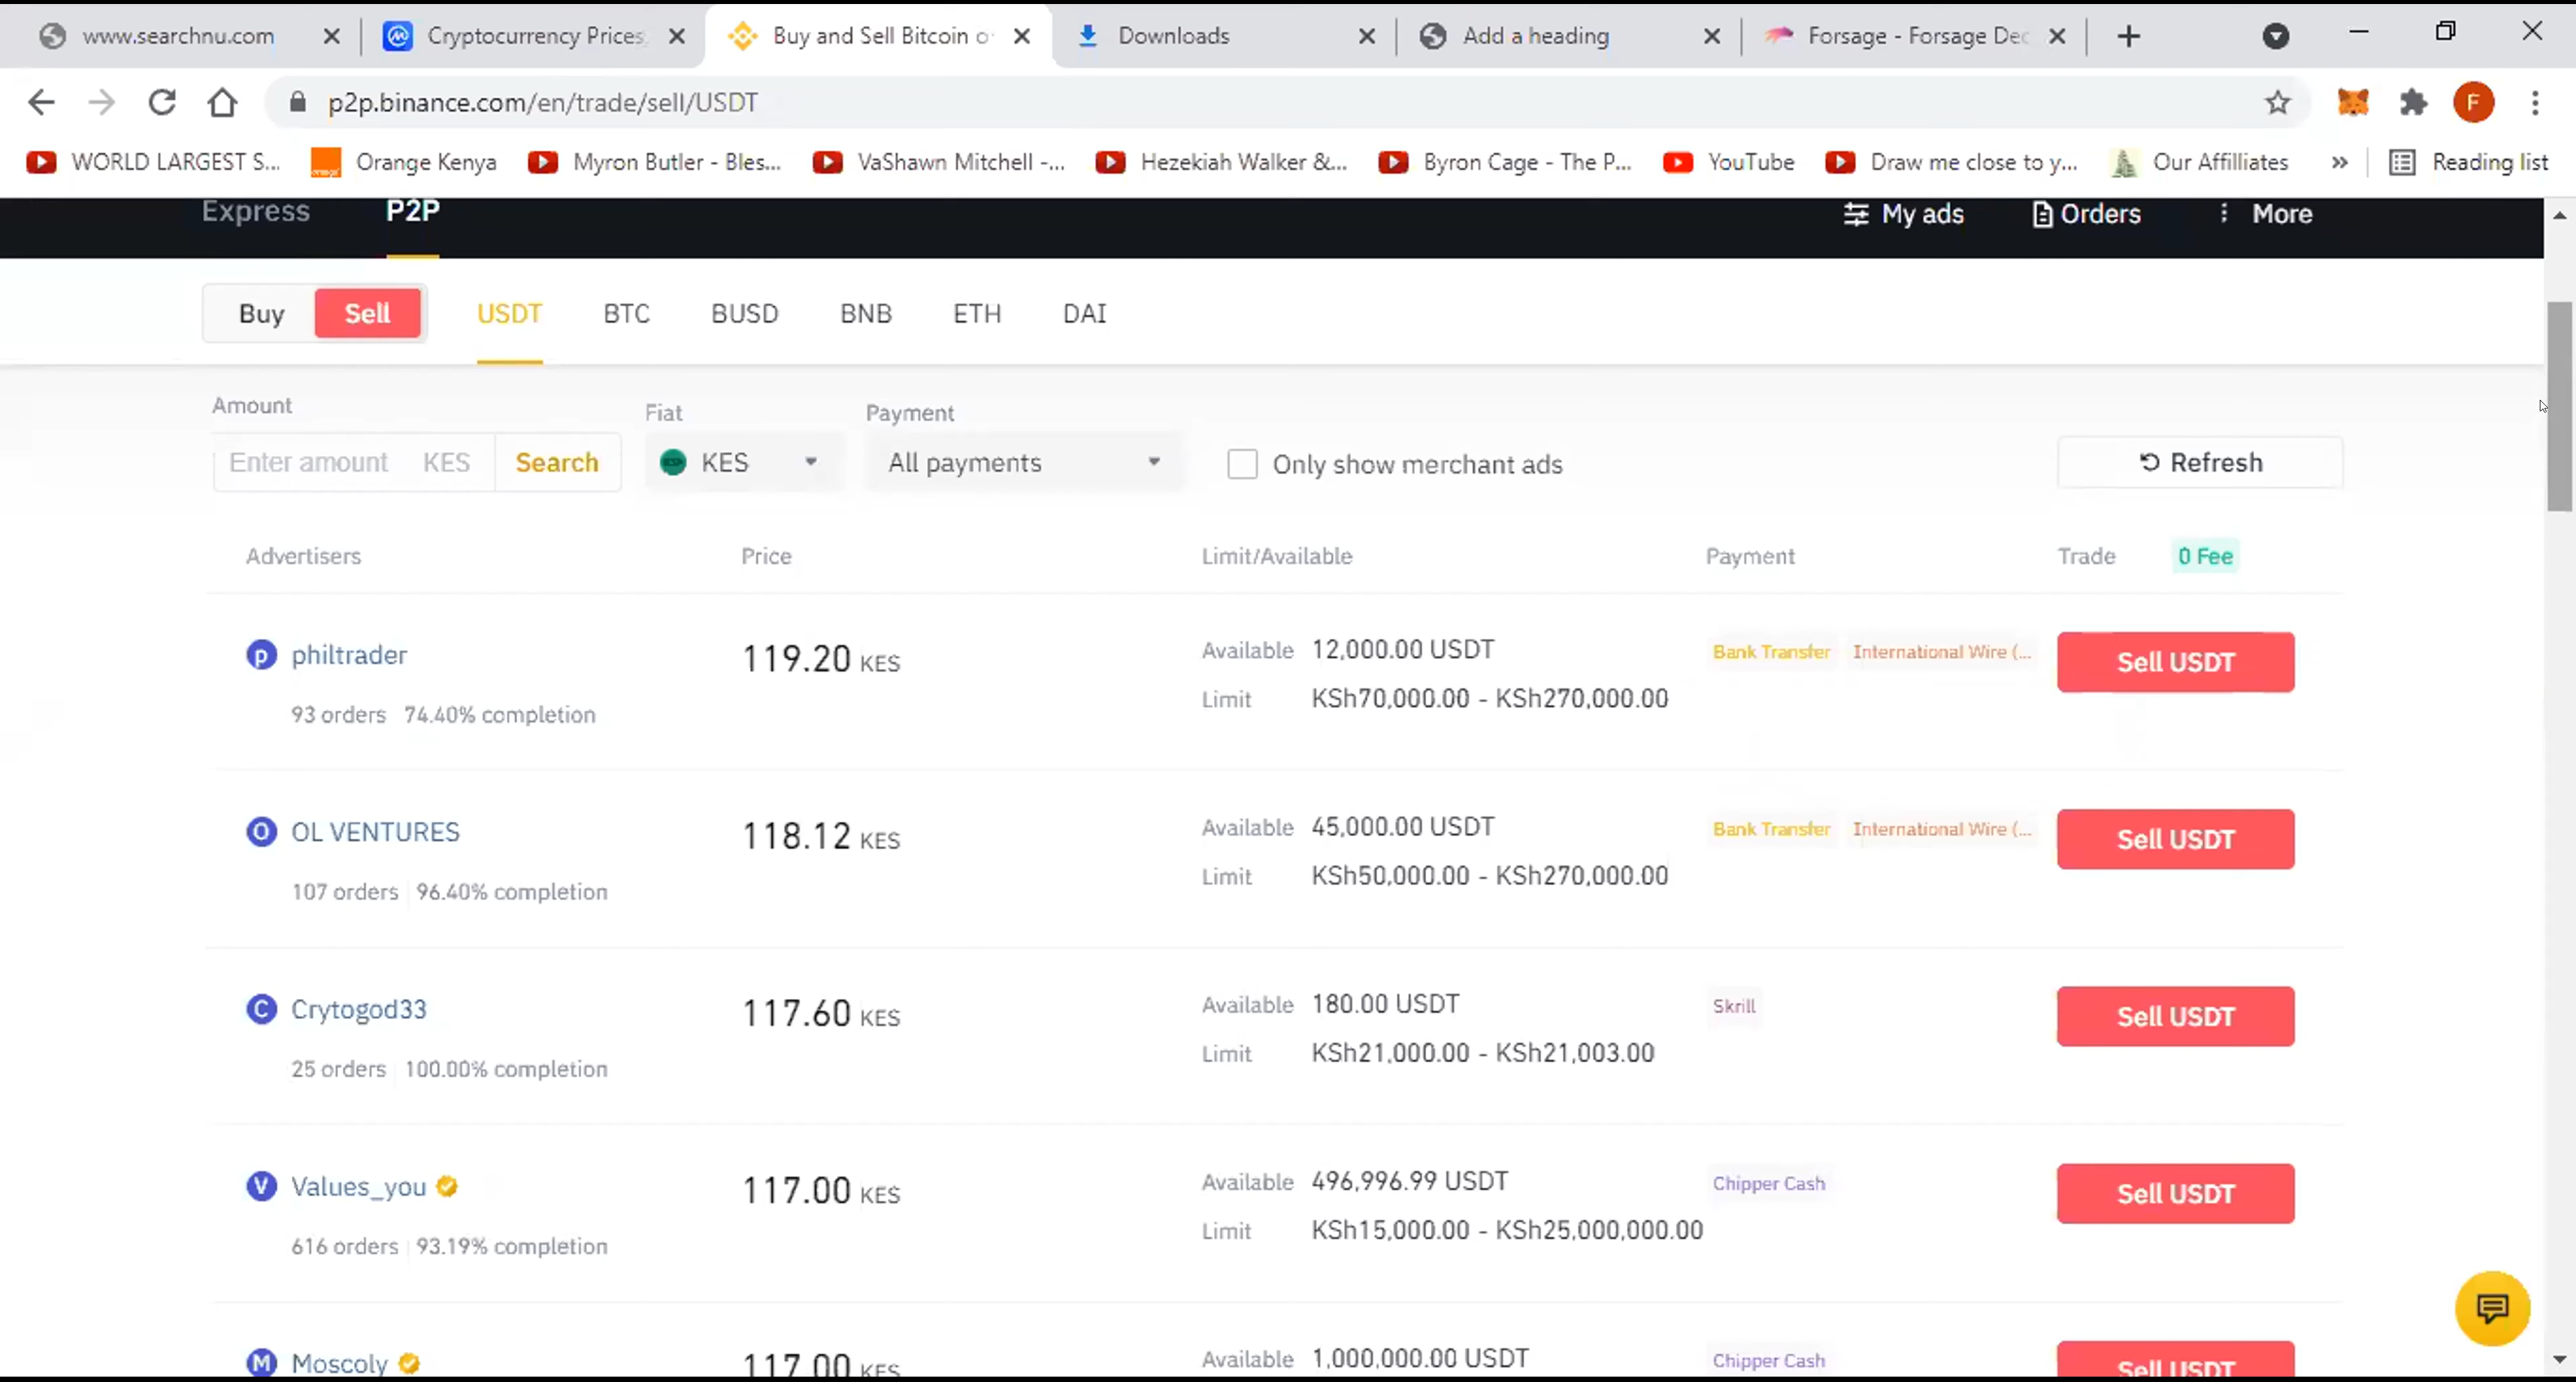 www.searchnu.com Cryptocurrency Prices, Buy and Sell Bitcoin o Downloads Add a heading Forsage - Forsage Dec
p2p.binance.com/en/trade/sell/USDT F
WORLD LARGEST S... Orange Kenya Myron Butler - Bles... VaShawn Mitchell -... Hezekiah Walker &... Byron Cage - The P... YouTube Draw me close to y... Our Affilliates » Reading list
Express P2P My ads Orders More
Buy Sell USDT BTC BUSD BNB ETH DAI
Amount Fiat Payment
Enter amount KES Search KES All payments Only show merchant ads Refresh
Advertisers Price Limit/Available Payment Trade 0 Fee
p philtrader 119.20 KES Available 12,000.00 USDT Bank Transfer International Wire (... Sell USDT
Limit KSh70,000.00 - KSh270,000.00
93 orders 74.40% completion
O OL VENTURES 118.12 KES Available 45,000.00 USDT Bank Transfer International Wire (... Sell USDT
Limit KSh50,000.00 - KSh270,000.00
107 orders 96.40% completion
C Crytogod33 117.60 KES Available 180.00 USDT Skrill Sell USDT
Limit KSh21,000.00 - KSh21,003.00
25 orders 100.00% completion
V Values_you 117.00 KES Available 496,996.99 USDT Chipper Cash Sell USDT
Limit KSh15,000.00 - KSh25,000,000.00
616 orders 93.19% completion
M Moscoly 117.00 KES Available 1,000,000.00 USDT Chipper Cash Sell USDT